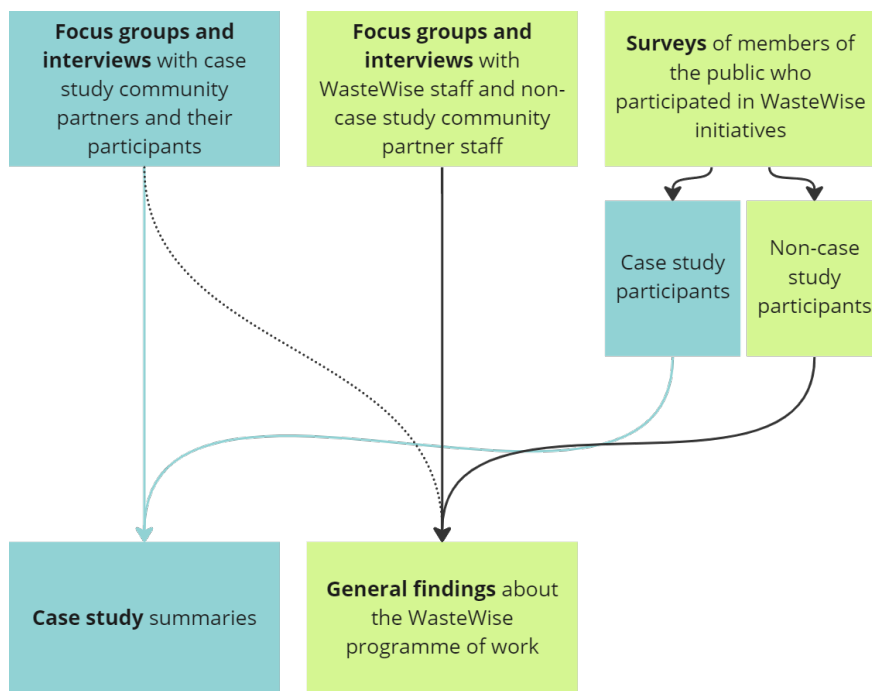 Focus groups and
interviews with case
study community
partners and their
participants
Focus groups and
interviews with
WasteWise staff and non-
case study community
partner staff
Surveys of members of
the public who
participated in WasteWise
initiatives
Case study
participants
Non-case
study
participants
Case study summaries
General findings about
the WasteWise
programme of work